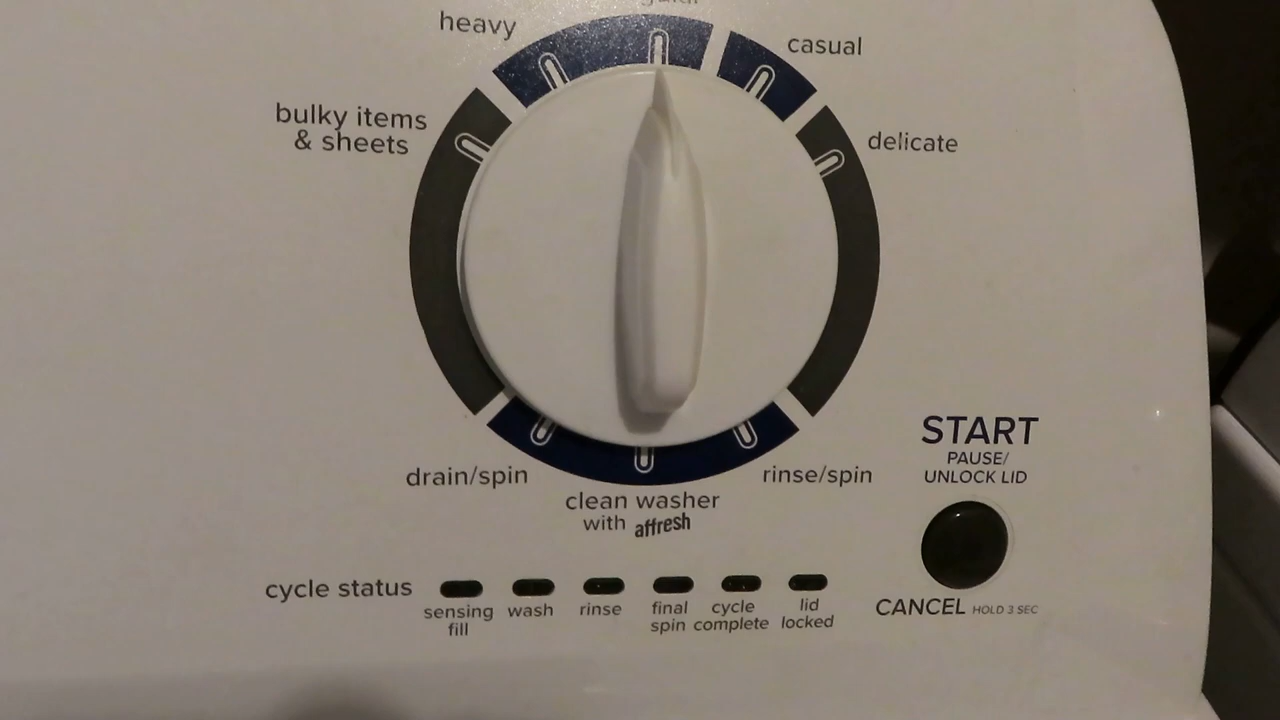 heavy
casual
bulky items
& sheets
delicate
drain/spin
rinse/spin
clean washer
with affresh
START
PAUSE/
UNLOCK LID
cycle status
sensing
fill
wash
rinse
final
spin
cycle
complete
lid
locked
CANCEL HOLD 3 SEC